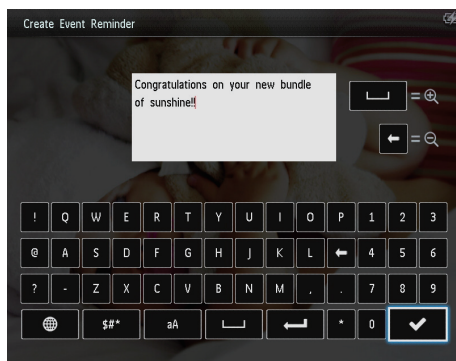 Create Event Reminder
Congratulations on your new bundle
of sunshine!!
=
=
! Q W E R T Y U I O P 1 2 3
@ A S D F G H J K L 4 5 6
? - Z X C V B N M , . 7 8 9
$#* aA * 0